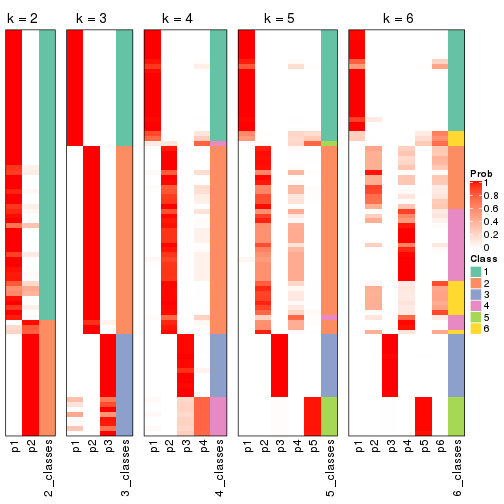 k = 2
k = 3
k = 4
k = 5
k = 6
Prob
1
0.8
0.6
0.4
0.2
0
Class
1
2
3
4
5
6
p1
p2
2_classes
p1
p2
p3
3_classes
p1
p2
p3
p4
4_classes
p1
p2
p3
p4
p5
5_classes
p1
p2
p3
p4
p5
p6
6_classes